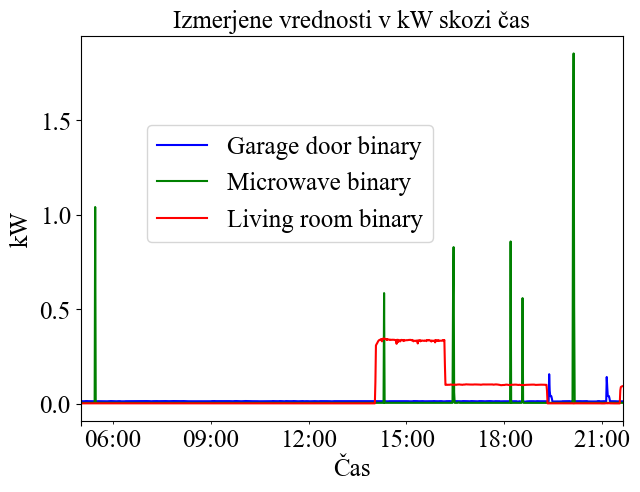 Izmerjene vrednosti v kW skozi čas
1.5
1.0
0.5
0.0
kW
Garage door binary
Microwave binary
Living room binary
06:00 09:00 12:00 15:00 18:00 21:00
Čas